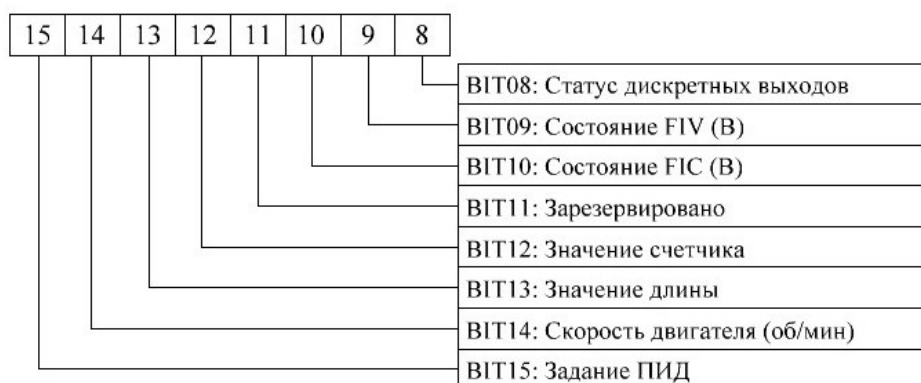 15 14 13 12 11 10 9 8
BIT08: Статус дискретных выходов
BIT09: Состояние FIV (В)
BIT10: Состояние FIC (В)
BIT11: Зарезервировано
BIT12: Значение счетчика
BIT13: Значение длины
BIT14: Скорость двигателя (об/мин)
BIT15: Задание ПИД